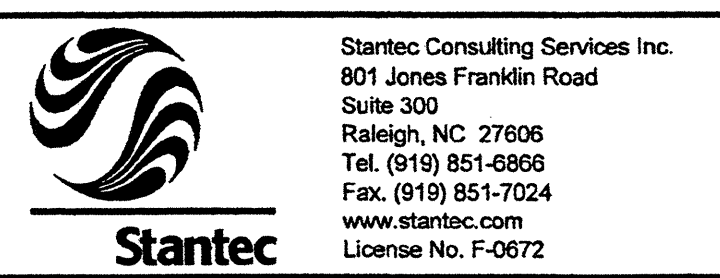 Stantec
Stantec Consulting Services Inc.
801 Jones Franklin Road
Suite 300
Raleigh, NC 27606
Tel. (919) 851-6866
Fax. (919) 851-7024
www.stantec.com
License No. F-0672